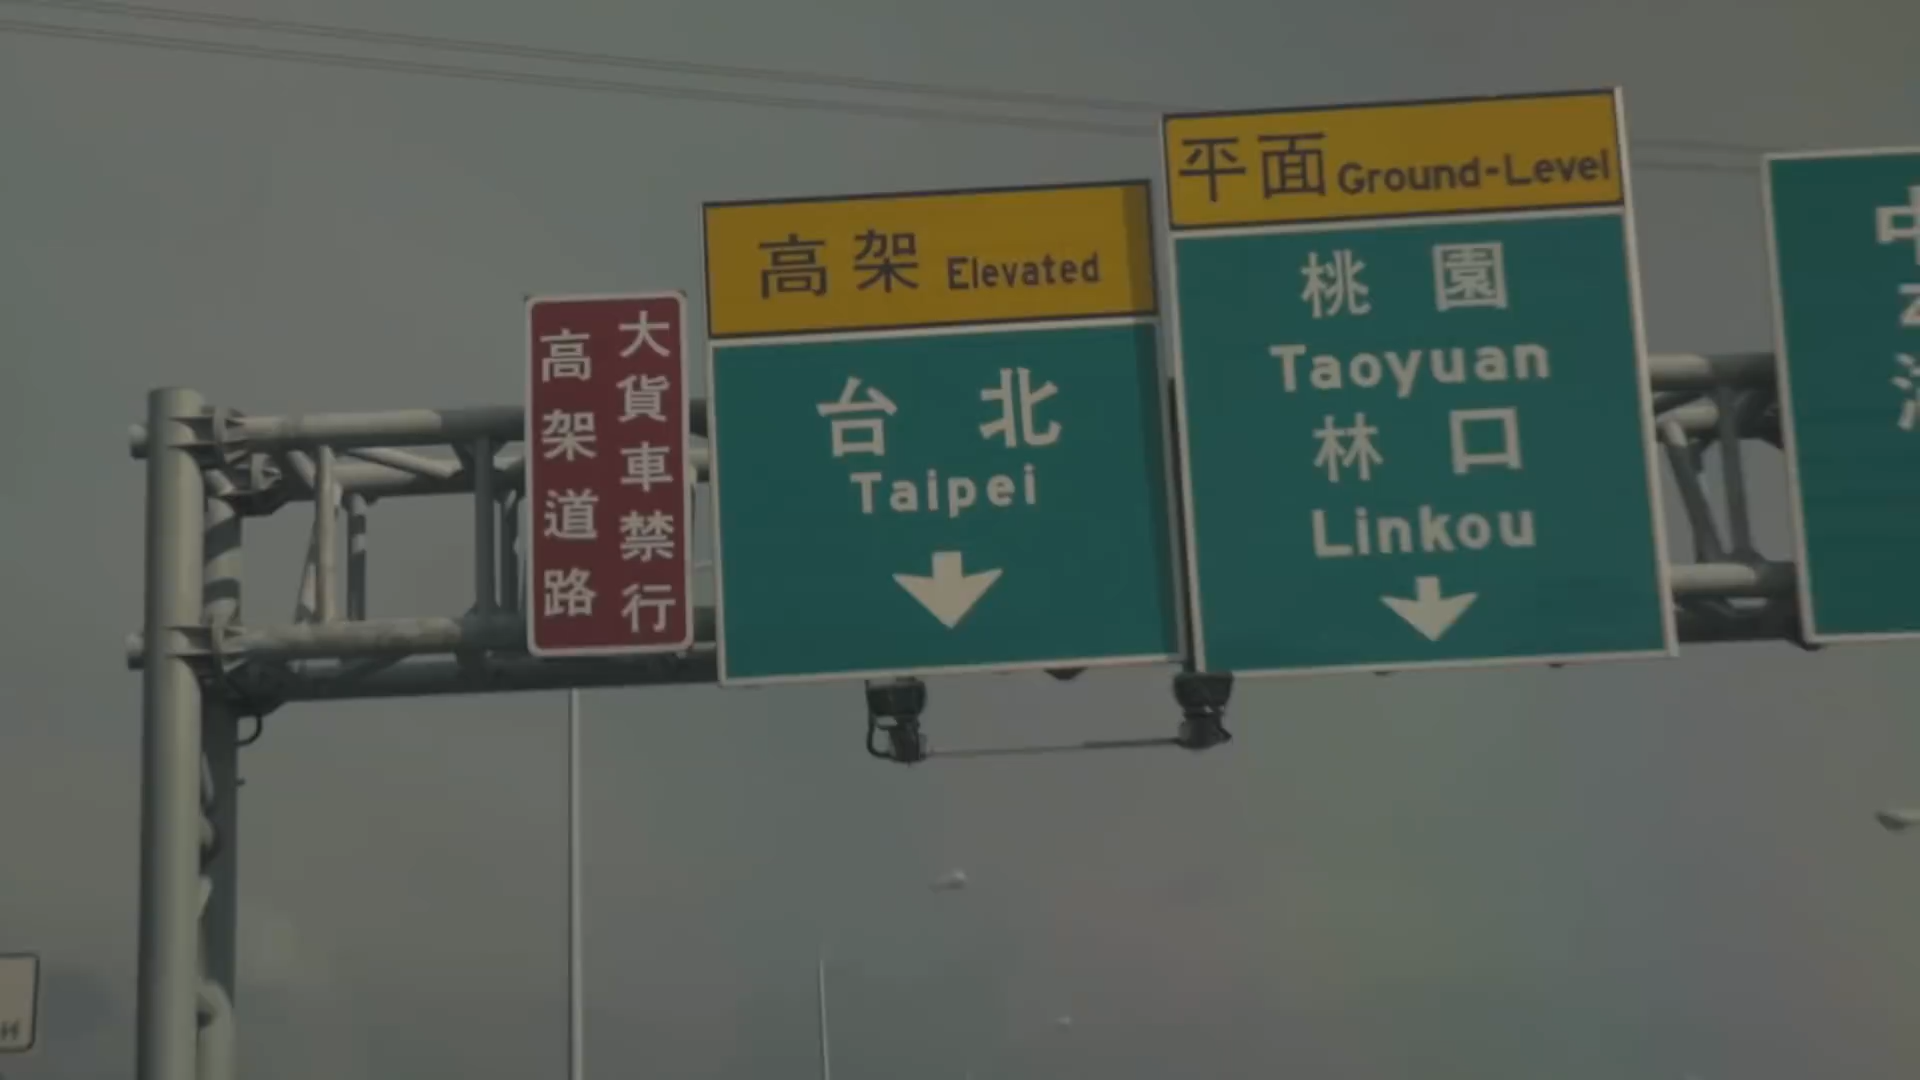 大貨車禁行
高架道路
高架 Elevated
台北
Taipei
平面 Ground-Level
桃園
Taoyuan
林口
Linkou
中